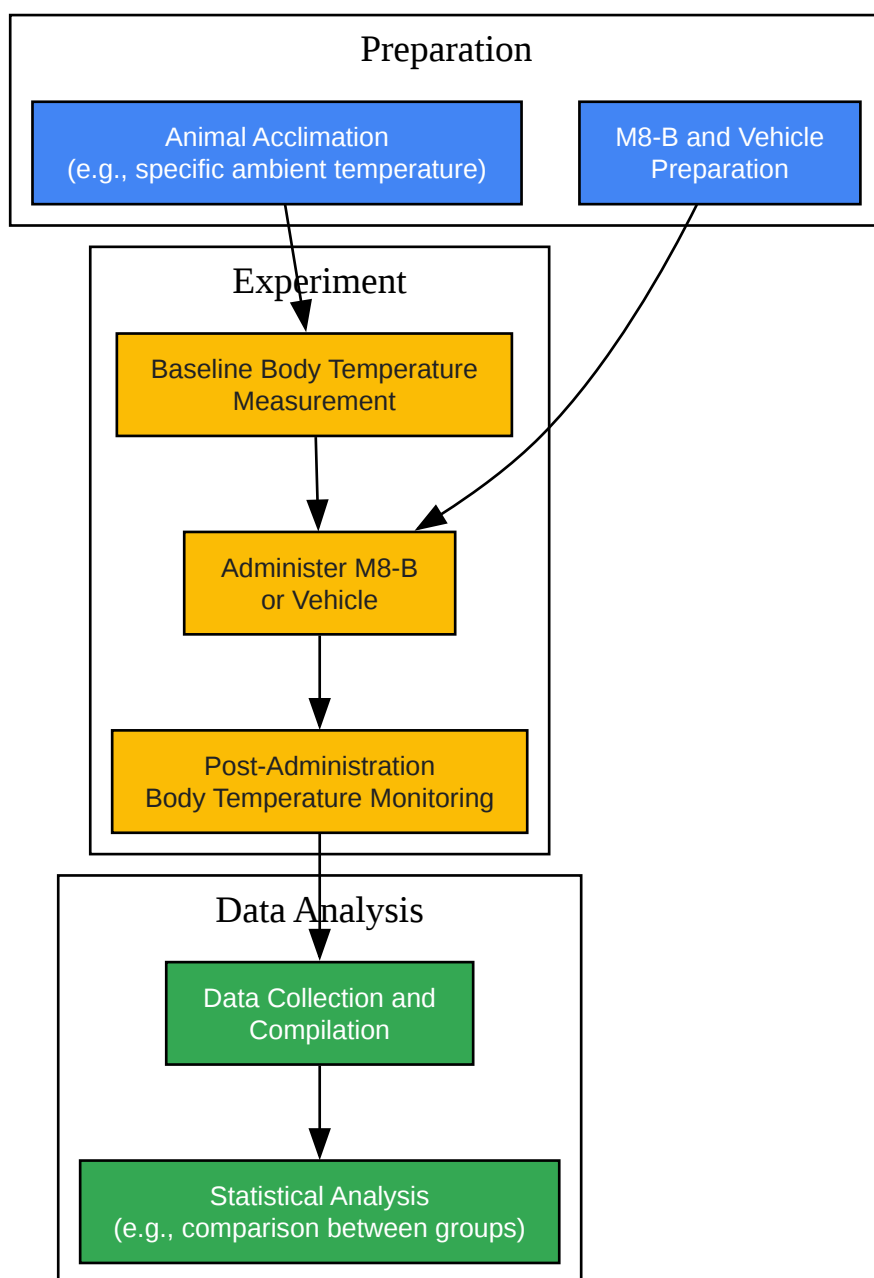 Preparation
Animal Acclimation
(e.g., specific ambient temperature)
M8-B and Vehicle
Preparation
Experiment
Baseline Body Temperature
Measurement
Administer M8-B
or Vehicle
Post-Administration
Body Temperature Monitoring
Data Analysis
Data Collection and
Compilation
Statistical Analysis
(e.g., comparison between groups)